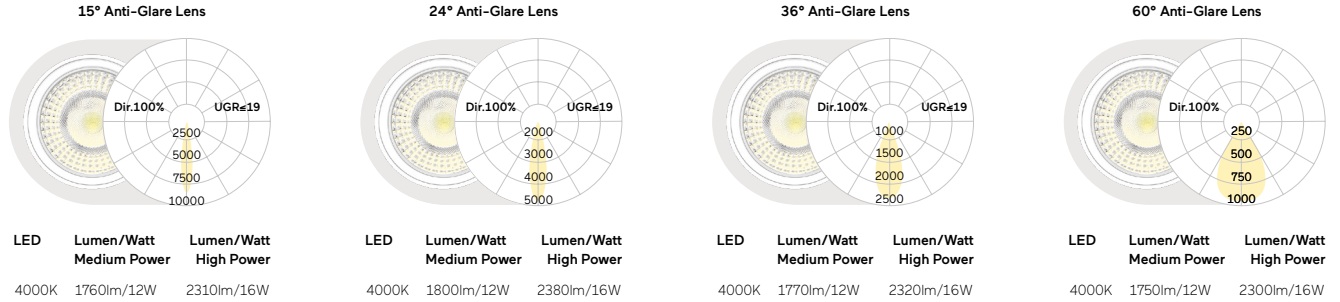 15° Anti-Glare Lens
Dir.100%
UGR≤19
2500
5000
7500
10000
LED Lumen/Watt Lumen/Watt
Medium Power High Power
4000K 1760lm/12W 2310lm/16W
24° Anti-Glare Lens
Dir.100%
UGR≤19
2000
3000
4000
5000
LED Lumen/Watt Lumen/Watt
Medium Power High Power
4000K 1800lm/12W 2380lm/16W
36° Anti-Glare Lens
Dir.100%
UGR≤19
1000
1500
2000
2500
LED Lumen/Watt Lumen/Watt
Medium Power High Power
4000K 1770lm/12W 2320lm/16W
60° Anti-Glare Lens
Dir.100%
250
500
750
1000
LED Lumen/Watt Lumen/Watt
Medium Power High Power
4000K 1750lm/12W 2300lm/16W